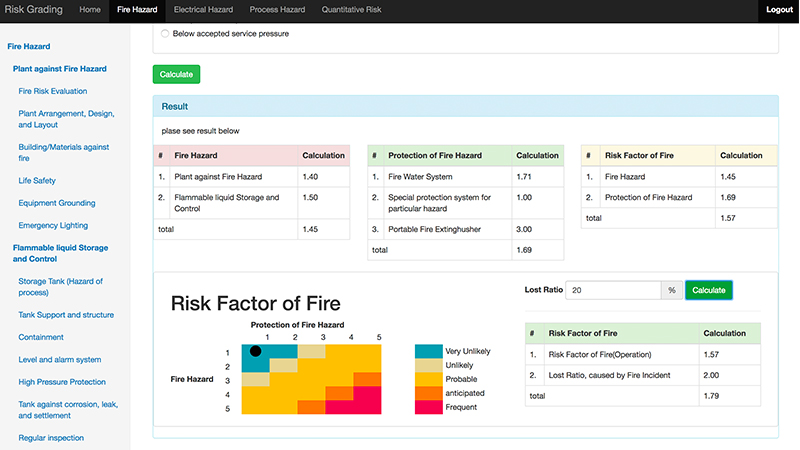 Risk Grading Home Fire Hazard Electrical Hazard Process Hazard Quantitative Risk Logout
Below accepted service pressure
Fire Hazard
Plant against Fire Hazard
Fire Risk Evaluation
Plant Arrangement, Design,
and Layout
Building/Materials against
fire
Life Safety
Equipment Grounding
Emergency Lighting
Flammable liquid Storage
and Control
Storage Tank (Hazard of
process)
Tank Support and structure
Containment
Level and alarm system
High Pressure Protection
Tank against corrosion, leak,
and settlement
Regular inspection
Calculate
Result
plase see result below
# Fire Hazard Calculation
1. Plant against Fire Hazard 1.40
2. Flammable liquid Storage and
Control 1.50
total 1.45
# Protection of Fire Hazard Calculation
1. Fire Water System 1.71
2. Special protection system for
particular hazard 1.00
3. Portable Fire Extinghusher 3.00
total 1.69
# Risk Factor of Fire Calculation
1. Fire Hazard 1.45
2. Protection of Fire Hazard 1.69
total 1.57
Risk Factor of Fire
Protection of Fire Hazard
1 2 3 4 5
Fire Hazard
1
2
3
4
5
Very Unlikely
Unlikely
Probable
anticipated
Frequent
Lost Ratio 20 % Calculate
# Risk Factor of Fire Calculation
1. Risk Factor of Fire(Operation) 1.57
2. Lost Ratio, caused by Fire Incident 2.00
total 1.79